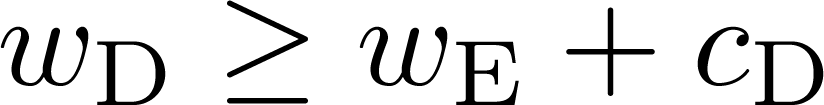 w_D ≥ w_E + c_D